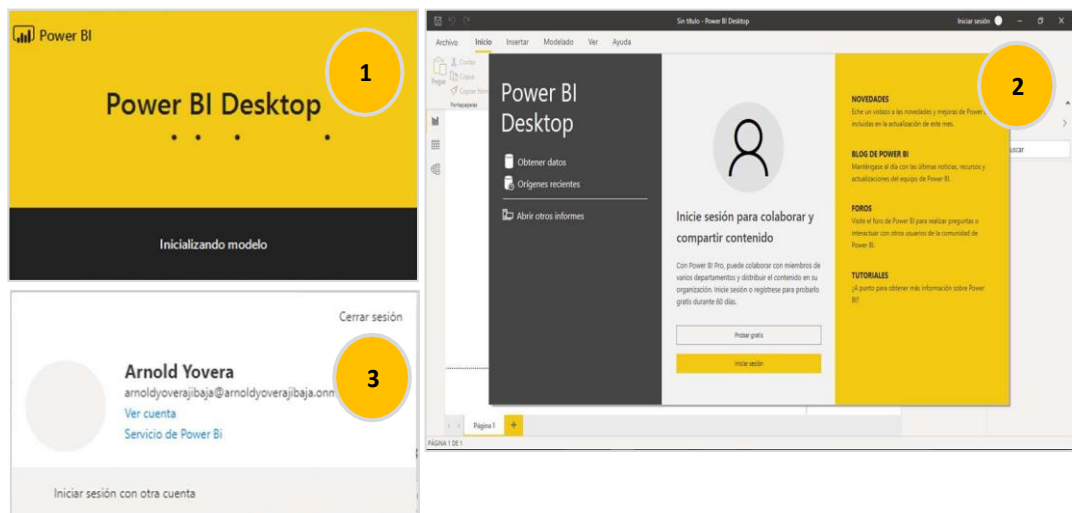 Power BI
Power BI Desktop
1
Inicializando modelo
Sin título - Power BI Desktop
Iniciar sesión
Archivo Inicio Insertar Modelado Ver Ayuda
Pegar
Cortar
Copiar
Portapapeles
Power BI
Desktop
Obtener datos
Orígenes recientes
Abrir otros informes
Inicie sesión para colaborar y
compartir contenido
Con Power BI Pro, puede colaborar con miembros de
varios departamentos y distribuir el contenido en su
organización. Inicie sesión o regístrese para probarlo
gratis durante 60 días.
Probar gratis
Iniciar sesión
2
NOVEDADES
Eche un vistazo a las novedades y mejoras de Power
incluidas en la actualización de este mes.
BLOG DE POWER BI
Manténgase al día con las últimas noticias, recursos y
actualizaciones del equipo de Power BI.
FOROS
Visite el foro de Power BI para realizar preguntas o
interactuar con otros usuarios de la comunidad de
Power BI.
TUTORIALES
¿A punto para obtener más información sobre Power
BI?
uscar
Página 1
PÁGINA 1 DE 1
Cerrar sesión
Arnold Yovera
arnoldyoverajibaja@arnoldyoverajibaja.onm
3
Ver cuenta
Servicio de Power Bi
Iniciar sesión con otra cuenta